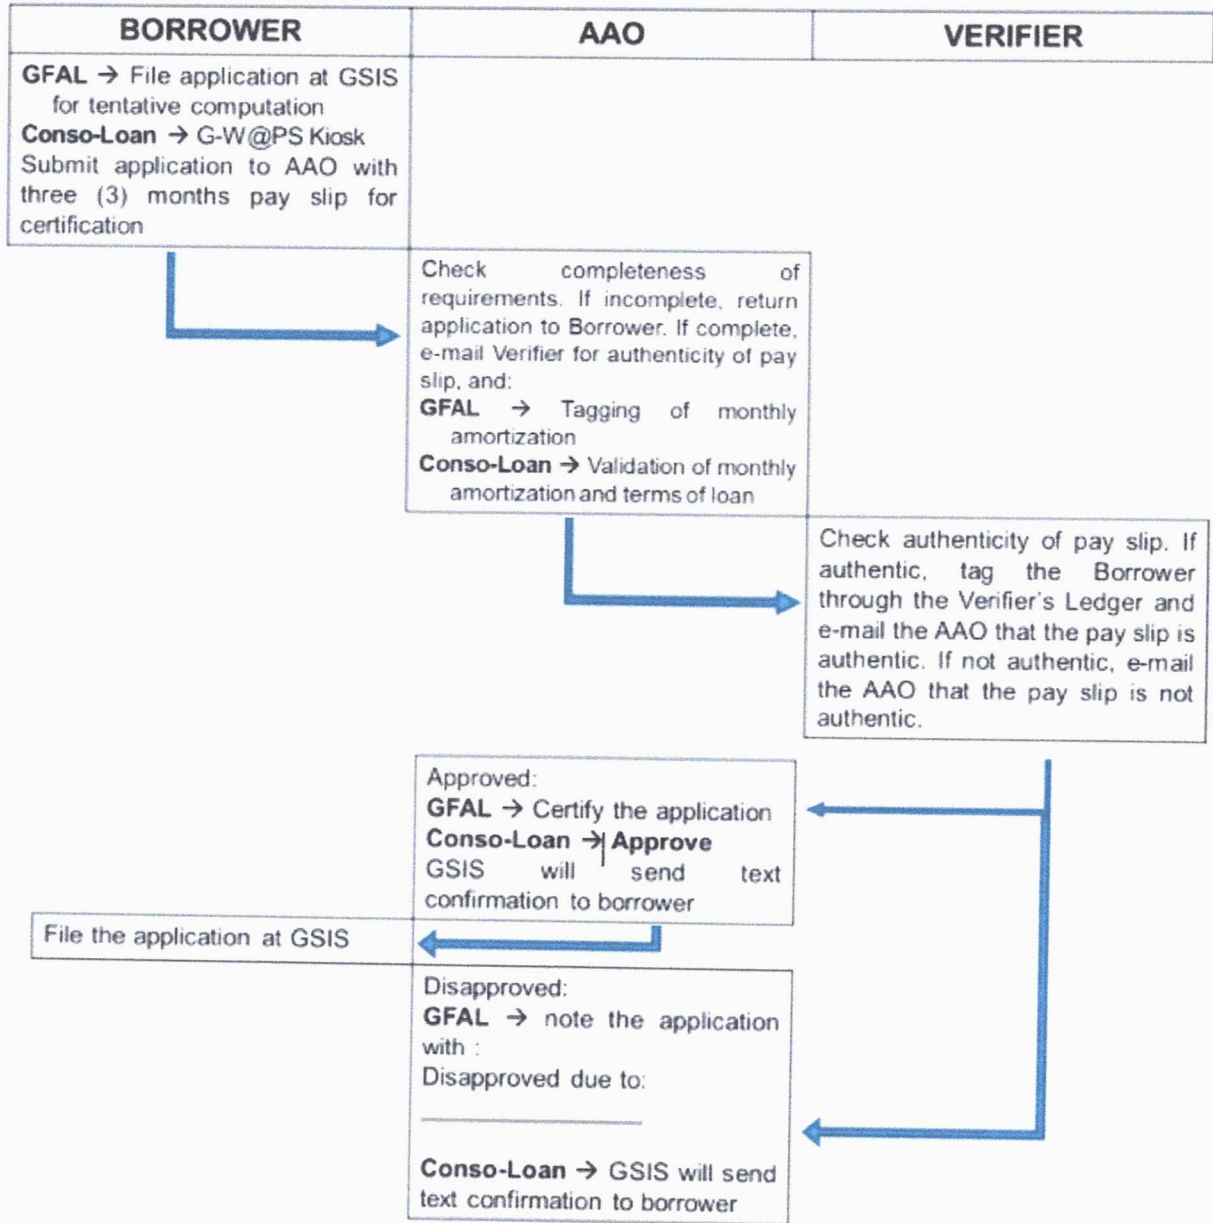 BORROWER
AAO
VERIFIER
GFAL → File application at GSIS
for tentative computation
Conso-Loan → G-W@PS Kiosk
Submit application to AAO with
three (3) months pay slip for
certification
Check completeness of
requirements. If incomplete, return
application to Borrower. If complete,
e-mail Verifier for authenticity of pay
slip, and:
GFAL → Tagging of monthly
amortization
Conso-Loan → Validation of monthly
amortization and terms of loan
Check authenticity of pay slip. If
authentic, tag the Borrower
through the Verifier's Ledger and
e-mail the AAO that the pay slip is
authentic. If not authentic, e-mail
the AAO that the pay slip is not
authentic.
Approved:
GFAL → Certify the application
Conso-Loan → Approve
GSIS will send text
confirmation to borrower
File the application at GSIS
Disapproved:
GFAL → note the application
with :
Disapproved due to:
Conso-Loan → GSIS will send
text confirmation to borrower